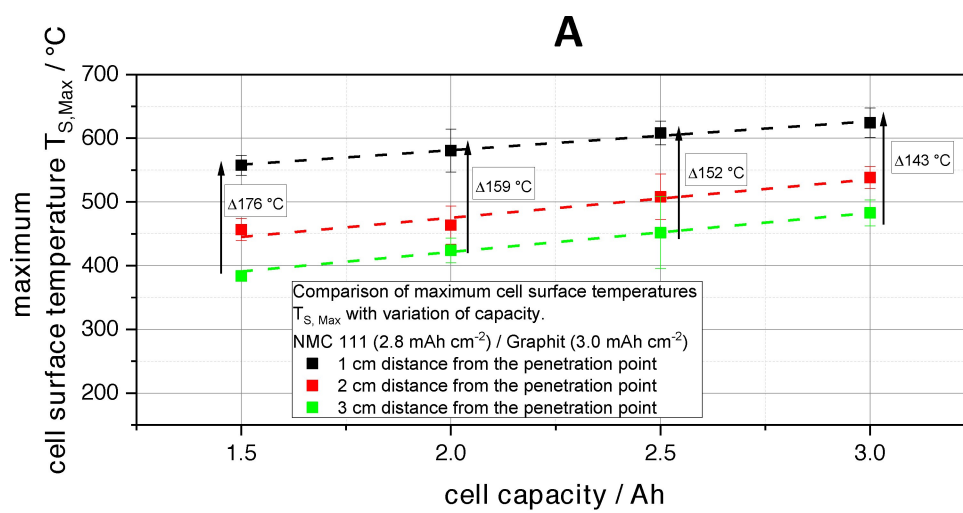 A
maximum
cell surface temperature T_S,Max / °C
700
600
500
400
300
200
Δ176 °C
Δ159 °C
Δ152 °C
Δ143 °C
Comparison of maximum cell surface temperatures
T_S, Max with variation of capacity.
NMC 111 (2.8 mAh cm⁻²) / Graphit (3.0 mAh cm⁻²)
1 cm distance from the penetration point
2 cm distance from the penetration point
3 cm distance from the penetration point
1.5
2.0
2.5
3.0
cell capacity / Ah